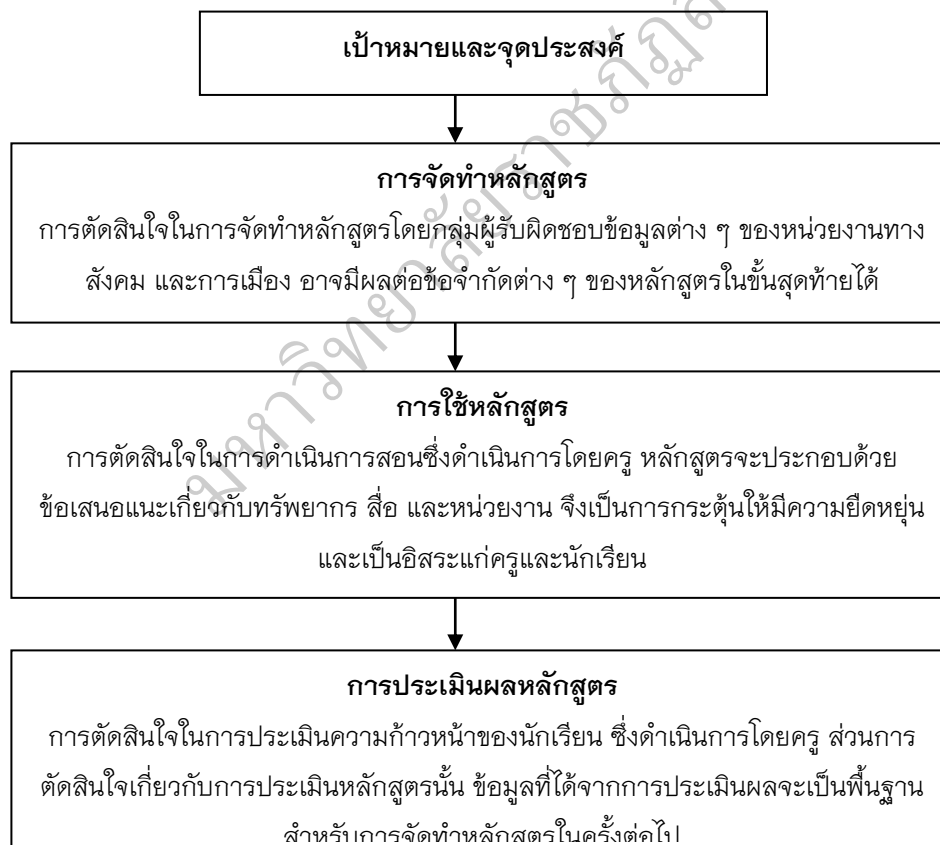 เป้าหมายและจุดประสงค์
การจัดทำหลักสูตร
การตัดสินใจในการจัดทำหลักสูตรโดยกลุ่มผู้รับผิดชอบข้อมูลต่าง ๆ ของหน่วยงานทาง
สังคม และการเมือง อาจมีผลต่อข้อจำกัดต่าง ๆ ของหลักสูตรในขั้นสุดท้ายได้
การใช้หลักสูตร
การตัดสินใจในการดำเนินการสอนซึ่งดำเนินการโดยครู หลักสูตรจะประกอบด้วย
ข้อเสนอแนะเกี่ยวกับทรัพยากร สื่อ และหน่วยงาน จึงเป็นการกระตุ้นให้มีความยืดหยุ่น
และเป็นอิสระแก่ครูและนักเรียน
การประเมินผลหลักสูตร
การตัดสินใจในการประเมินความก้าวหน้าของนักเรียน ซึ่งดำเนินการโดยครู ส่วนการ
ตัดสินใจเกี่ยวกับการประเมินหลักสูตรนั้น ข้อมูลที่ได้จากการประเมินผลจะเป็นพื้นฐาน
สำหรับการจัดทำหลักสูตรในครั้งต่อไป
มหาวิทยาลัยราชภัฏ